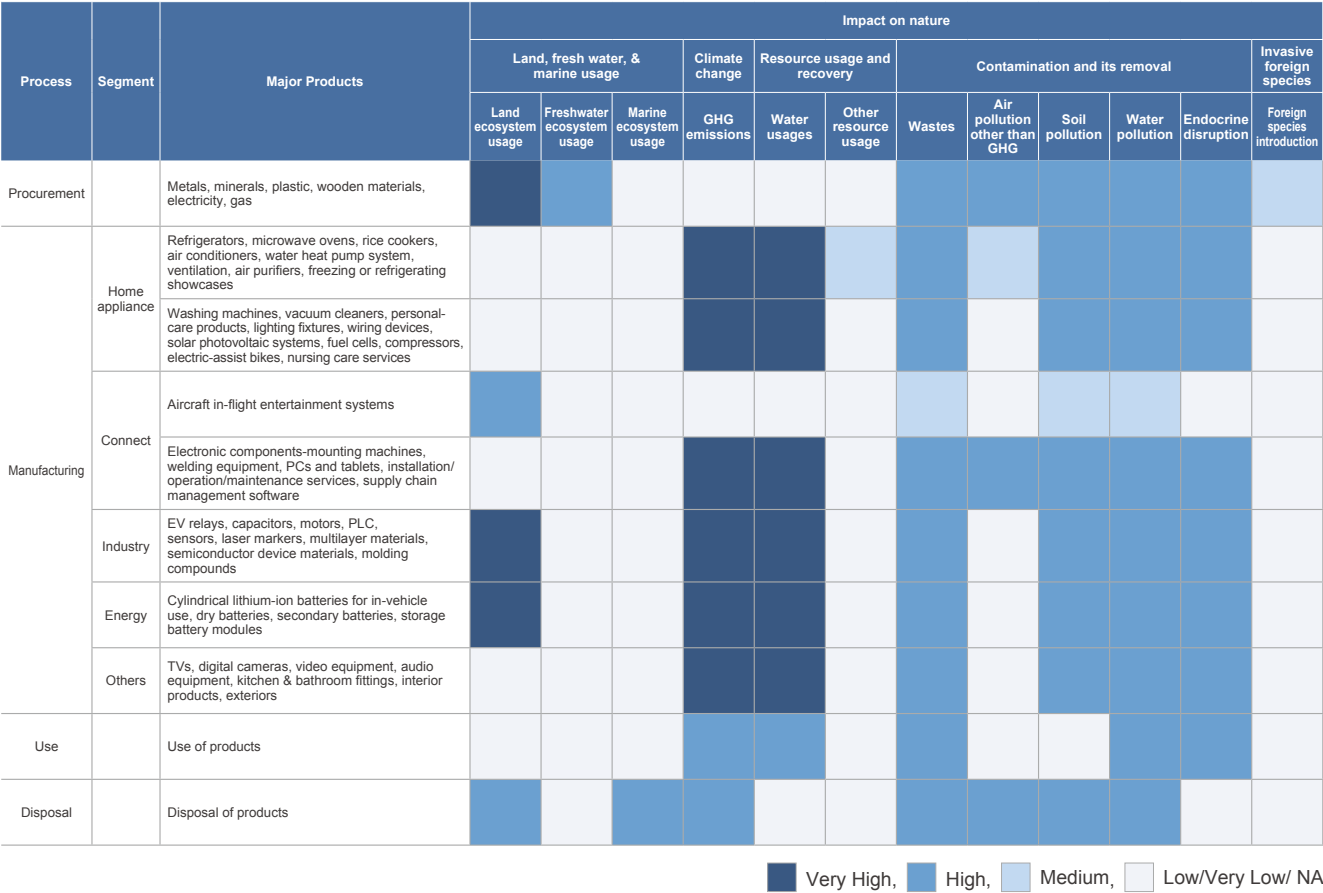 Impact on nature
Process
Segment
Major Products
Land, fresh water, &
marine usage
Climate
change
Resource usage and
recovery
Contamination and its removal
Invasive
foreign
species
Land
ecosystem
usage
Freshwater
ecosystem
usage
Marine
ecosystem
usage
GHG
emissions
Water
usages
Other
resource
usage
Wastes
Air
pollution
other than
GHG
Soil
pollution
Water
pollution
Endocrine
disruption
Foreign
species
introduction
Procurement
Metals, minerals, plastic, wooden materials,
electricity, gas
Manufacturing
Home
appliance
Refrigerators, microwave ovens, rice cookers,
air conditioners, water heat pump system,
ventilation, air purifiers, freezing or refrigerating
showcases
Washing machines, vacuum cleaners, personal-
care products, lighting fixtures, wiring devices,
solar photovoltaic systems, fuel cells, compressors,
electric-assist bikes, nursing care services
Connect
Aircraft in-flight entertainment systems
Electronic components-mounting machines,
welding equipment, PCs and tablets, installation/
operation/maintenance services, supply chain
management software
Industry
EV relays, capacitors, motors, PLC,
sensors, laser markers, multilayer materials,
semiconductor device materials, molding
compounds
Energy
Cylindrical lithium-ion batteries for in-vehicle
use, dry batteries, secondary batteries, storage
battery modules
Others
TVs, digital cameras, video equipment, audio
equipment, kitchen & bathroom fittings, interior
products, exteriors
Use
Use of products
Disposal
Disposal of products
Very High, High, Medium, Low/Very Low/ NA